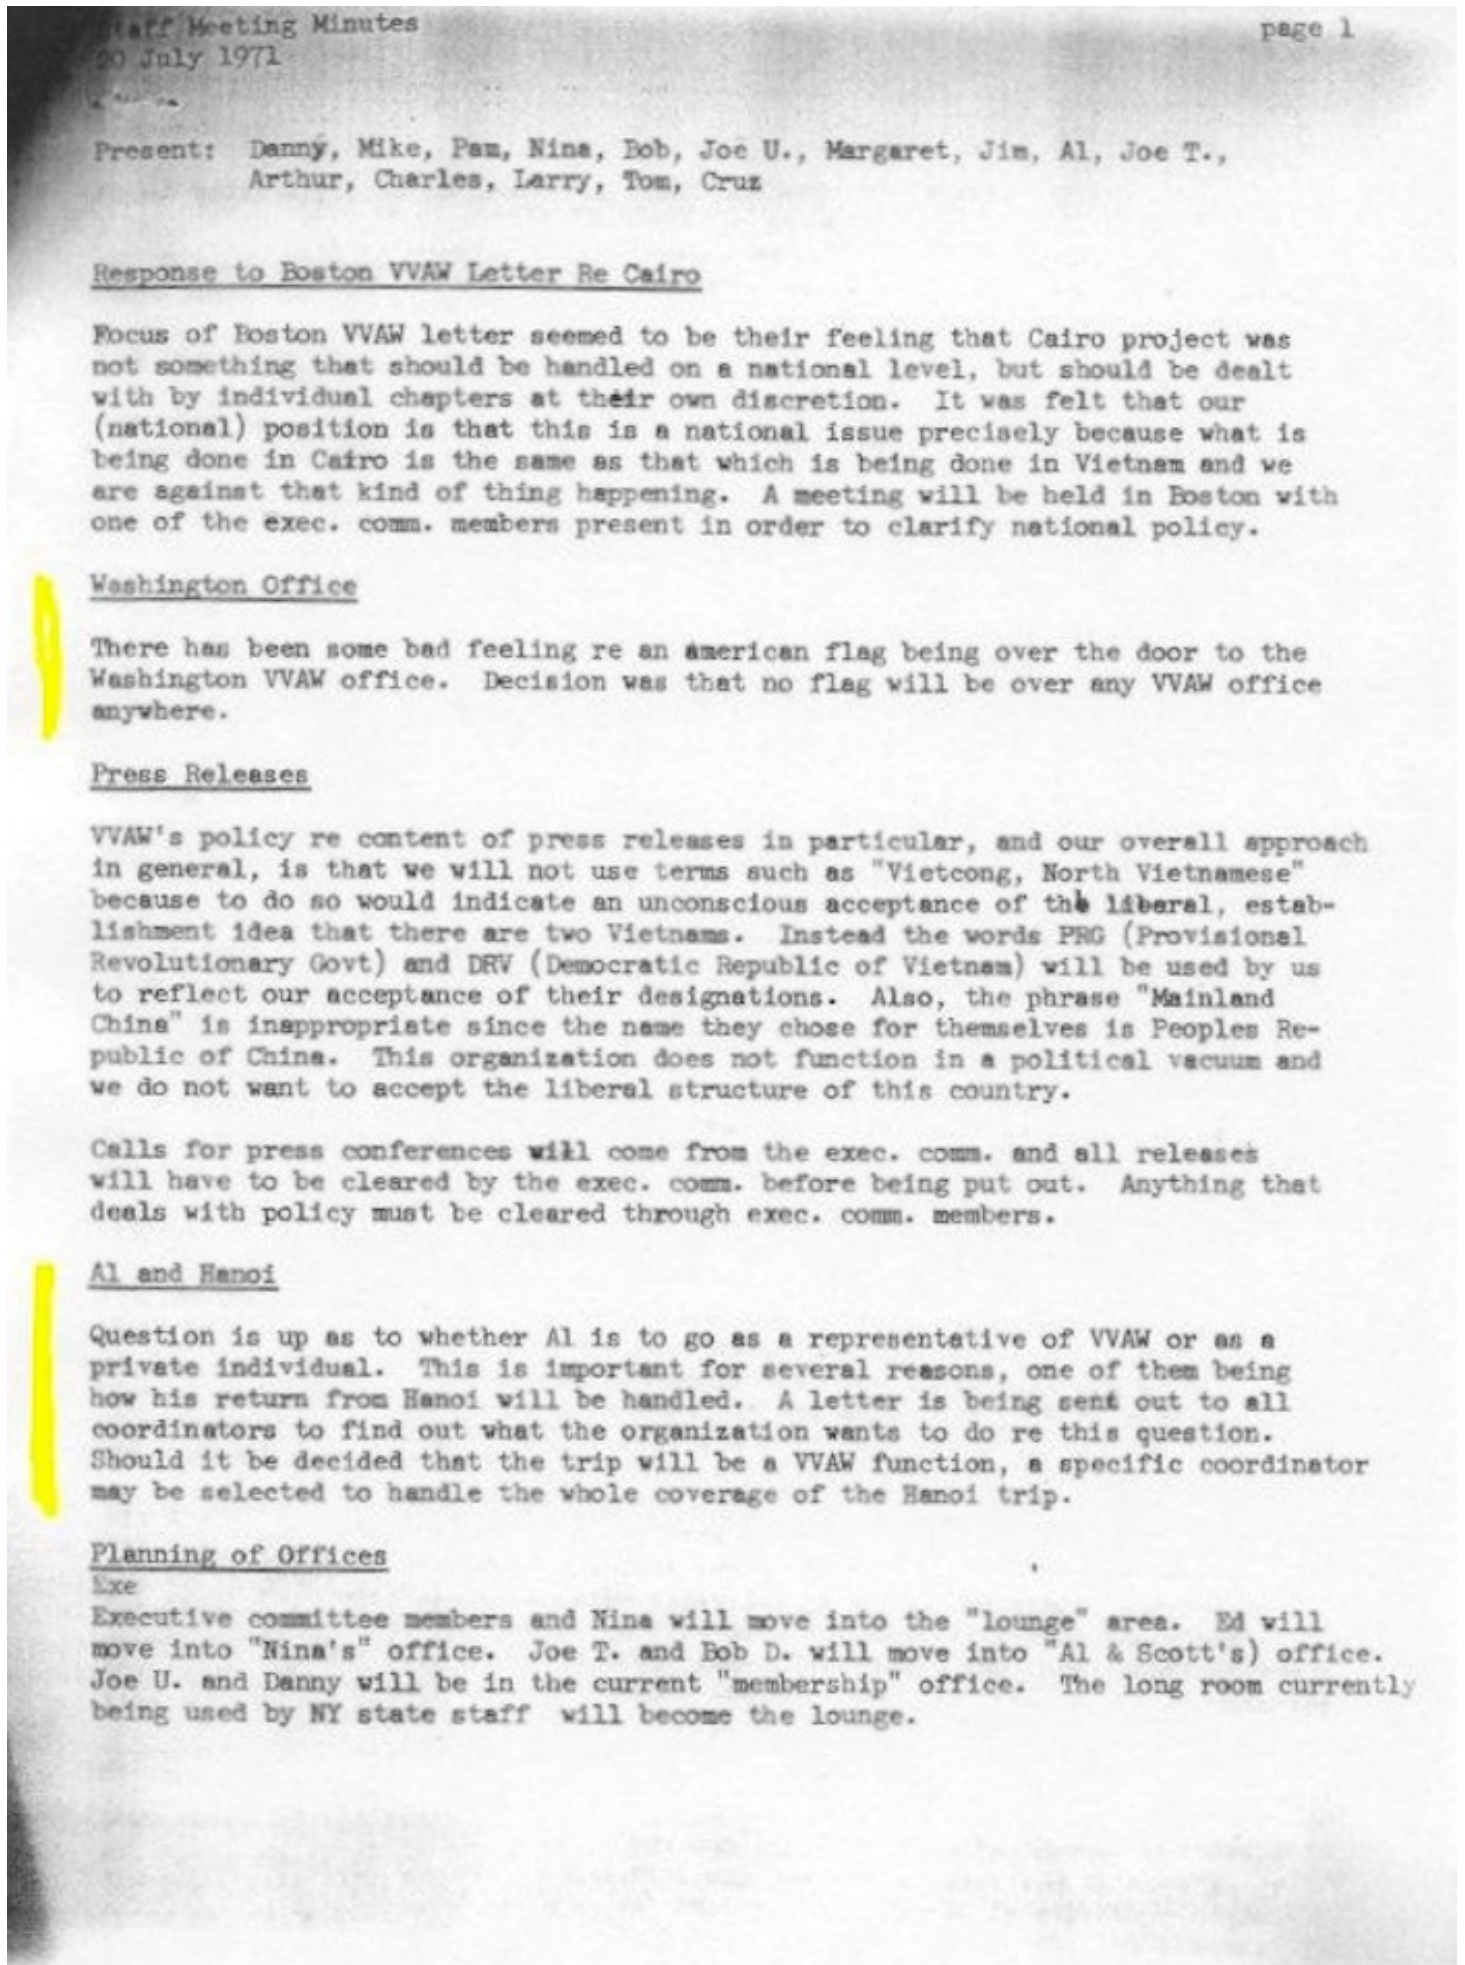 Staff Meeting Minutes page 1
20 July 1971
Present: Danny, Mike, Pam, Nina, Bob, Joe U., Margaret, Jim, Al, Joe T.,
Arthur, Charles, Larry, Tom, Cruz
Response to Boston VVAW Letter Re Cairo
Focus of Boston VVAW letter seemed to be their feeling that Cairo project was
not something that should be handled on a national level, but should be dealt
with by individual chapters at their own discretion. It was felt that our
(national) position is that this is a national issue precisely because what is
being done in Cairo is the same as that which is being done in Vietnam and we
are against that kind of thing happening. A meeting will be held in Boston with
one of the exec. comm. members present in order to clarify national policy.
Washington Office
There has been some bad feeling re an american flag being over the door to the
Washington VVAW office. Decision was that no flag will be over any VVAW office
anywhere.
Press Releases
VVAW's policy re content of press releases in particular, and our overall approach
in general, is that we will not use terms such as "Vietcong, North Vietnamese"
because to do so would indicate an unconscious acceptance of the liberal, estab-
lishment idea that there are two Vietnams. Instead the words PRG (Provisional
Revolutionary Govt) and DRV (Democratic Republic of Vietnam) will be used by us
to reflect our acceptance of their designations. Also, the phrase "Mainland
China" is inappropriate since the name they chose for themselves is Peoples Re-
public of China. This organization does not function in a political vacuum and
we do not want to accept the liberal structure of this country.
Calls for press conferences will come from the exec. comm. and all releases
will have to be cleared by the exec. comm. before being put out. Anything that
deals with policy must be cleared through exec. comm. members.
Al and Hanoi
Question is up as to whether Al is to go as a representative of VVAW or as a
private individual. This is important for several reasons, one of them being
how his return from Hanoi will be handled. A letter is being sent out to all
coordinators to find out what the organization wants to do re this question.
Should it be decided that the trip will be a VVAW function, a specific coordinator
may be selected to handle the whole coverage of the Hanoi trip.
Planning of Offices
Exe
Executive committee members and Nina will move into the "lounge" area. Ed will
move into "Nina's" office. Joe T. and Bob D. will move into "Al & Scott's) office.
Joe U. and Danny will be in the current "membership" office. The long room currently
being used by NY state staff will become the lounge.